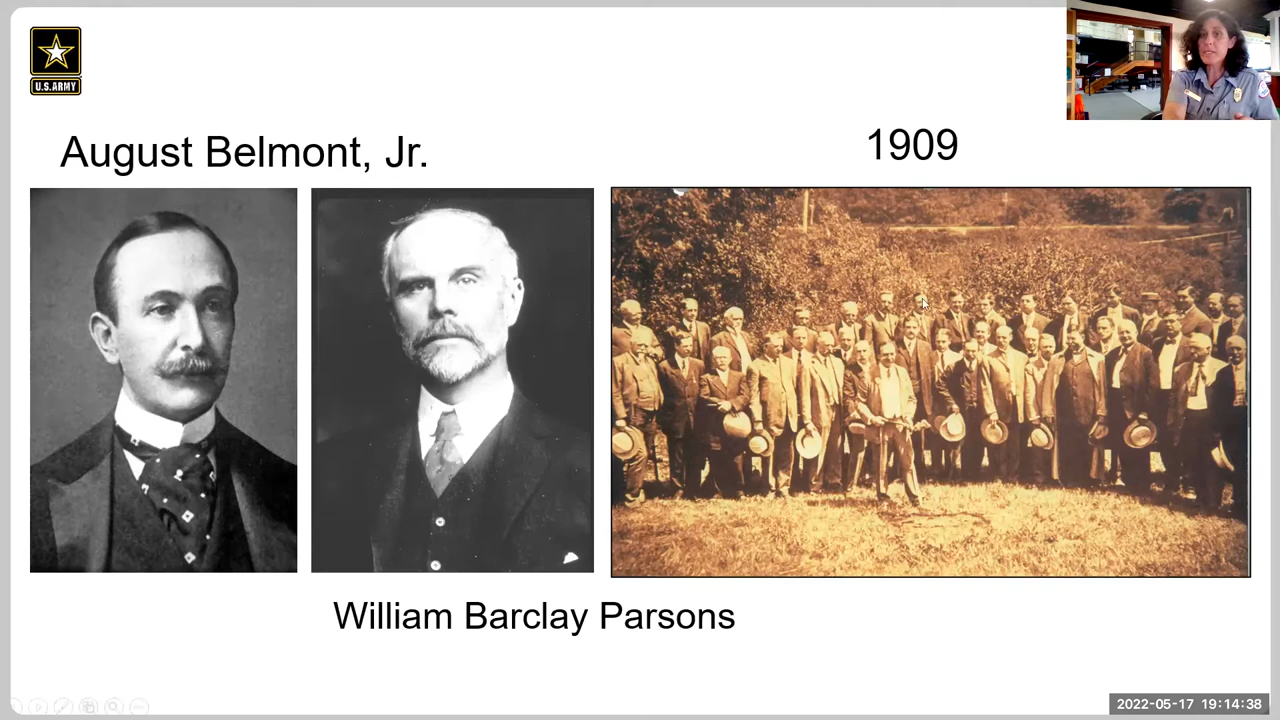 U.S.ARMY
August Belmont, Jr.
1909
William Barclay Parsons
2022-05-17 19:14:38